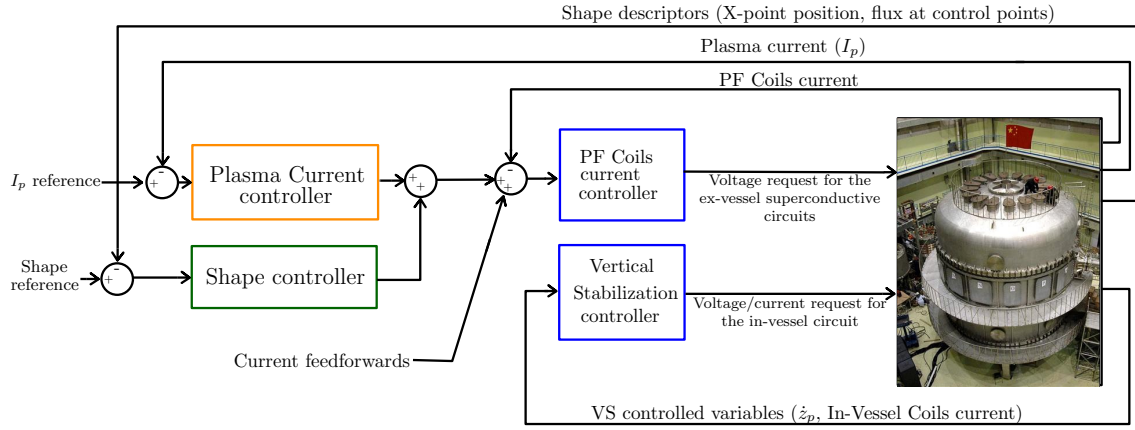 Shape descriptors (X-point position, flux at control points)
Plasma current (I_p)
PF Coils current
I_p reference
+
-
Plasma Current
controller
+
+
+
-
+
PF Coils
current
controller
Voltage request for the
ex-vessel superconductive
circuits
Shape
reference
+
-
Shape controller
Vertical
Stabilization
controller
Voltage/current request for
the in-vessel circuit
Current feedforwards
VS controlled variables (ż_p, In-Vessel Coils current)